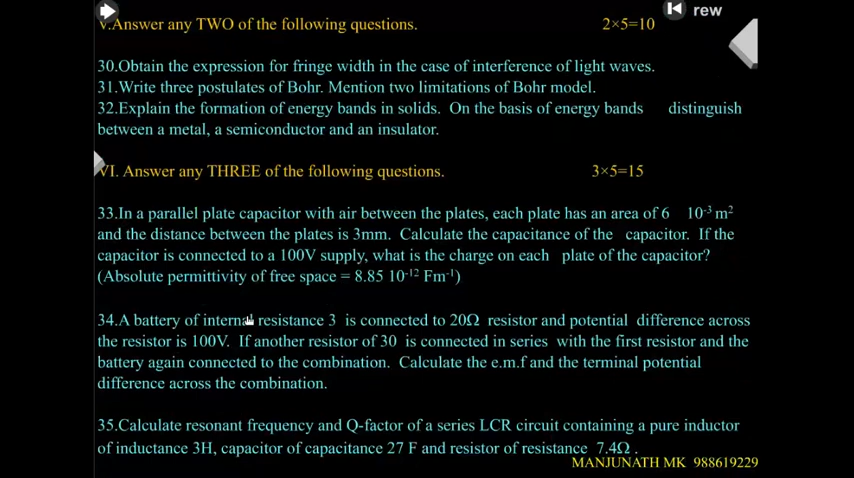 rew
V.Answer any TWO of the following questions. 2×5=10
30.Obtain the expression for fringe width in the case of interference of light waves.
31.Write three postulates of Bohr. Mention two limitations of Bohr model.
32.Explain the formation of energy bands in solids. On the basis of energy bands distinguish
between a metal, a semiconductor and an insulator.
VI. Answer any THREE of the following questions. 3×5=15
33.In a parallel plate capacitor with air between the plates, each plate has an area of 6 10⁻³ m²
and the distance between the plates is 3mm. Calculate the capacitance of the capacitor. If the
capacitor is connected to a 100V supply, what is the charge on each plate of the capacitor?
(Absolute permittivity of free space = 8.85 10⁻¹² Fm⁻¹)
34.A battery of internal resistance 3 is connected to 20Ω resistor and potential difference across
the resistor is 100V. If another resistor of 30 is connected in series with the first resistor and the
battery again connected to the combination. Calculate the e.m.f and the terminal potential
difference across the combination.
35.Calculate resonant frequency and Q-factor of a series LCR circuit containing a pure inductor
of inductance 3H, capacitor of capacitance 27 F and resistor of resistance 7.4Ω .
MANJUNATH MK 988619229